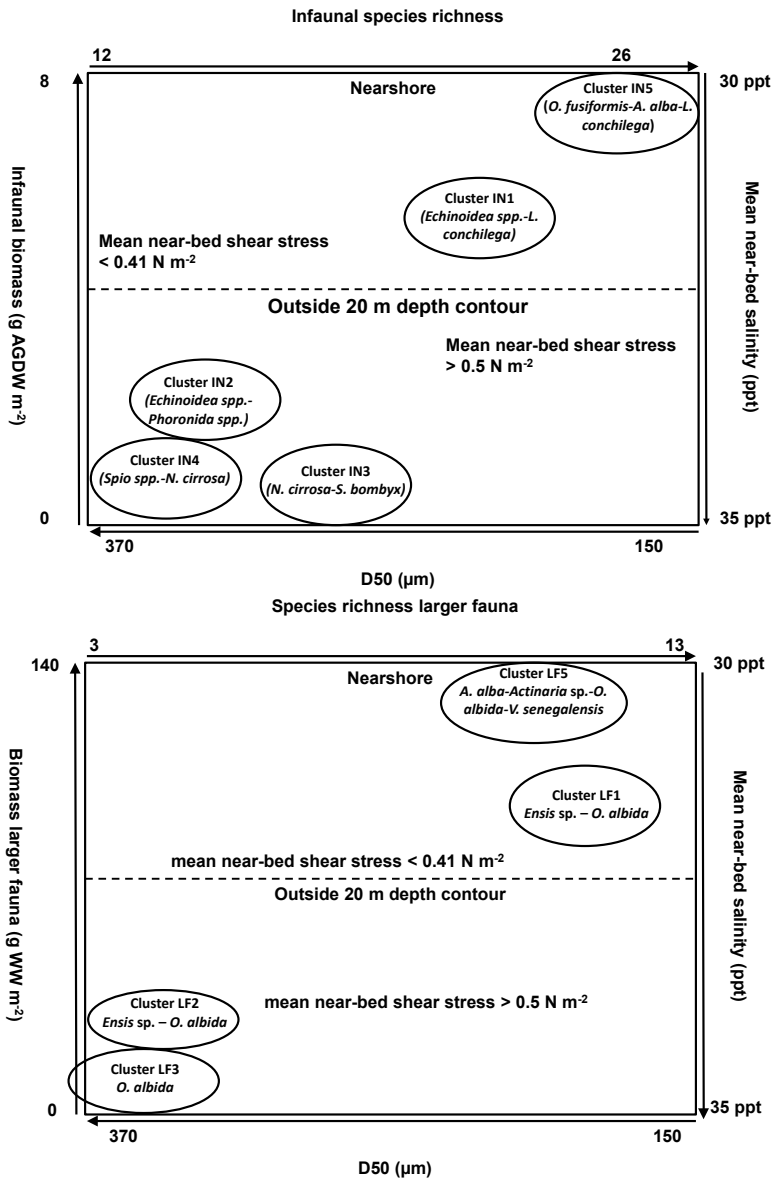 Infaunal species richness
12
26
8
Nearshore
30 ppt
Cluster IN5
(O. fusiformis-A. alba-L.
conchilega)
Cluster IN1
(Echinoidea spp.-L.
conchilega)
Infaunal biomass (g AGDW m-2)
Mean near-bed salinity (ppt)
Mean near-bed shear stress
< 0.41 N m-2
Outside 20 m depth contour
Mean near-bed shear stress
> 0.5 N m-2
Cluster IN2
(Echinoidea spp.-
Phoronida spp.)
Cluster IN4
(Spio spp.-N. cirrosa)
Cluster IN3
(N. cirrosa-S. bombyx)
0
35 ppt
370
150
D50 (µm)
Species richness larger fauna
3
13
140
Nearshore
30 ppt
Cluster LF5
A. alba-Actinaria sp.-O.
albida-V. senegalensis
Cluster LF1
Ensis sp. – O. albida
Biomass larger fauna
(g WW m-2)
Mean near-bed salinity
(ppt)
mean near-bed shear stress < 0.41 N m-2
Outside 20 m depth contour
Cluster LF2
Ensis sp. – O. albida
mean near-bed shear stress > 0.5 N m-2
Cluster LF3
O. albida
0
35 ppt
370
150
D50 (µm)